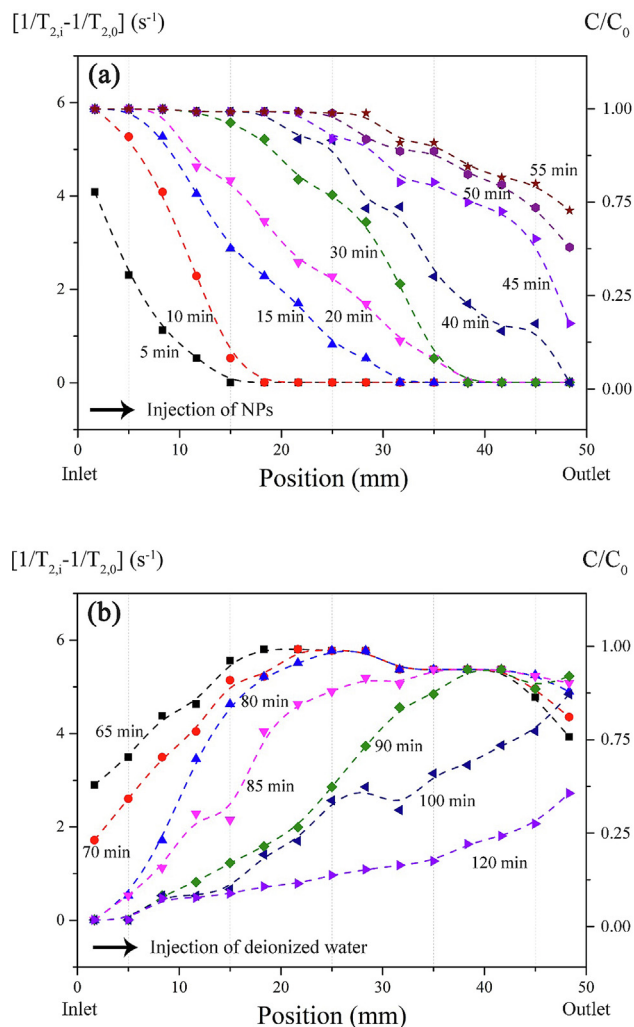 [1/T2,i-1/T2,0] (s-1) C/C0
(a)
6 1.00
55 min
50 min
4 0.75
30 min
45 min
10 min 15 min 20 min 40 min
2 0.25
5 min
0 0.00
Injection of NPs
0 10 20 30 40 50
Inlet Position (mm) Outlet
[1/T2,i-1/T2,0] (s-1) C/C0
(b)
6 1.00
80 min
65 min
4 0.75
90 min
85 min
100 min
70 min
2 0.25
120 min
0 0.00
Injection of deionized water
0 10 20 30 40 50
Inlet Position (mm) Outlet